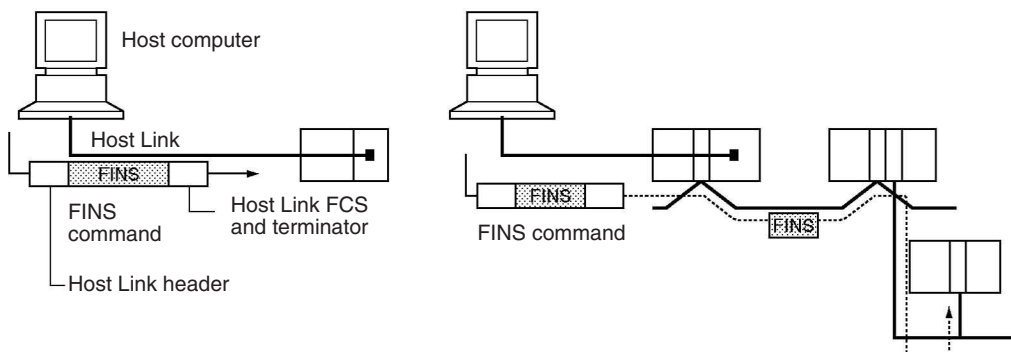 Host computer
Host Link
FINS
FINS
command
Host Link FCS
and terminator
Host Link header
FINS
FINS command
FINS